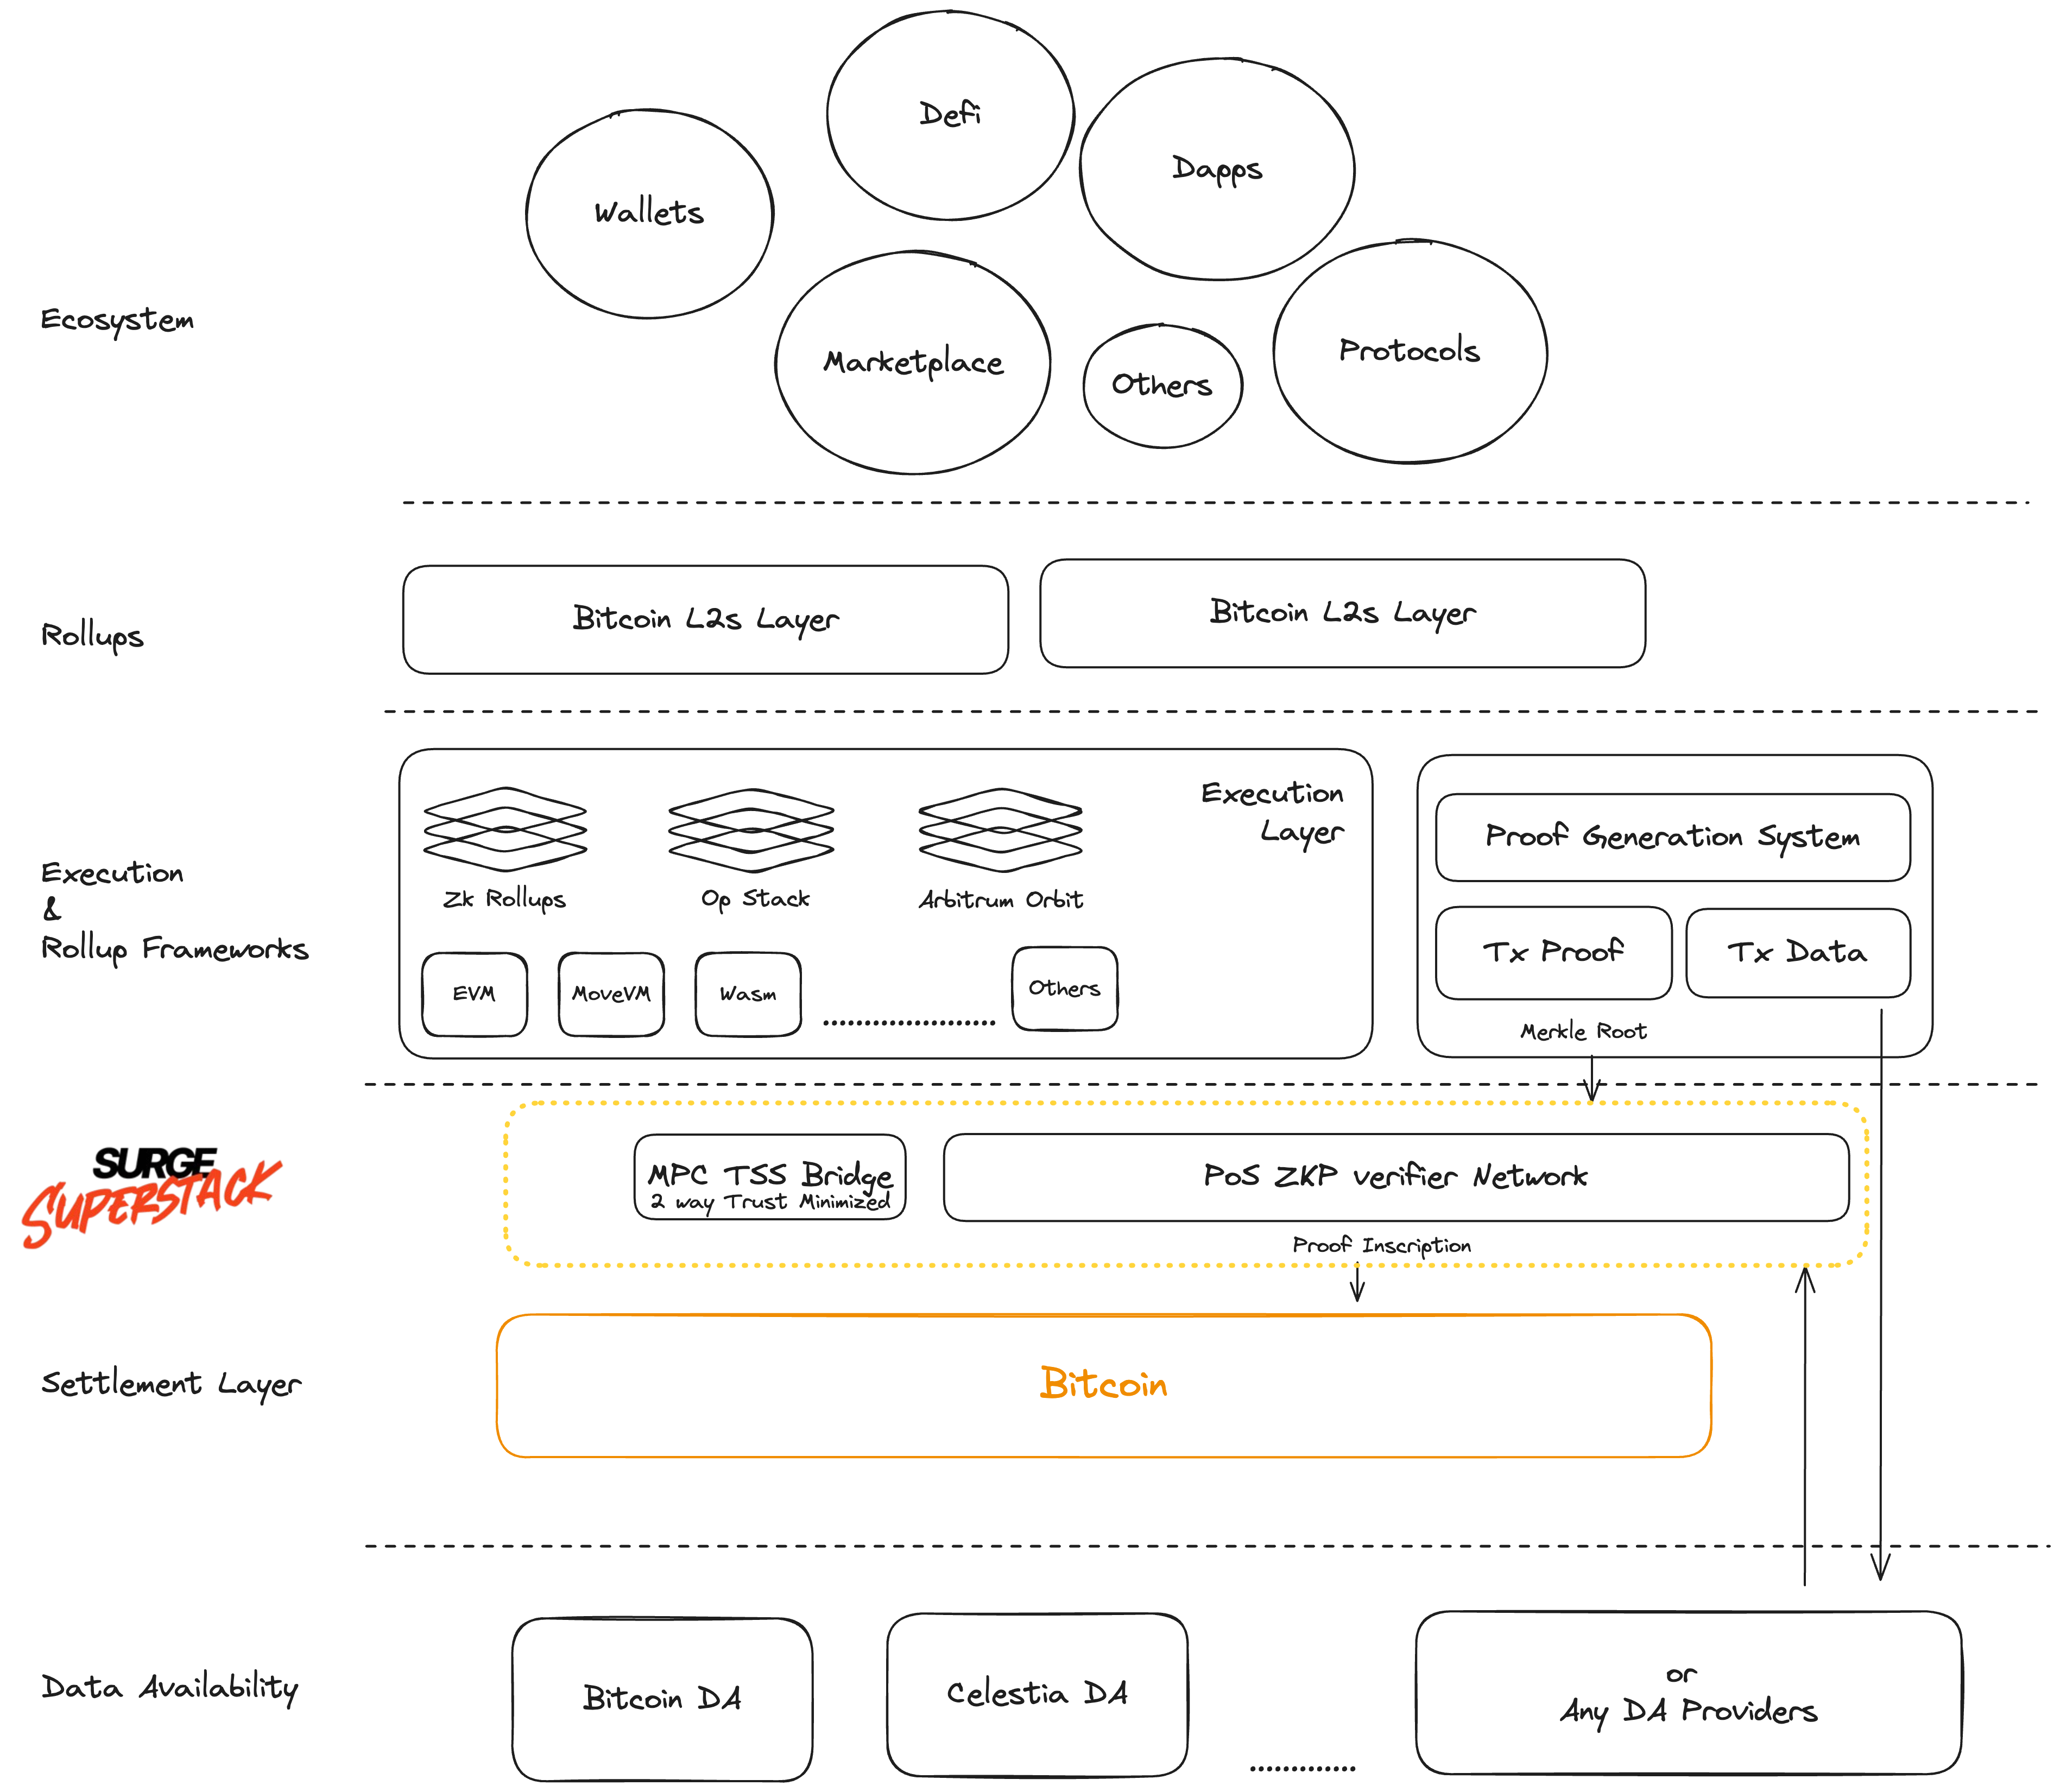 Defi
Dapps
Wallets
Ecosystem
Marketplace
Others
Protocols
Rollups
Bitcoin L2s Layer
Bitcoin L2s Layer
Execution
&
Rollup Frameworks
Execution
Layer
Zk Rollups
Op Stack
Arbitrum Orbit
EVM
MoveVM
Wasm
....................
Others
Proof Generation System
Tx Proof
Tx Data
Merkle Root
SURGE
SUPERSTACK
MPC TSS Bridge
2 way Trust Minimized
PoS ZKP verifier Network
Proof Inscription
Settlement Layer
Bitcoin
Data Availability
Bitcoin DA
Celestia DA
.............
or
Any DA Providers